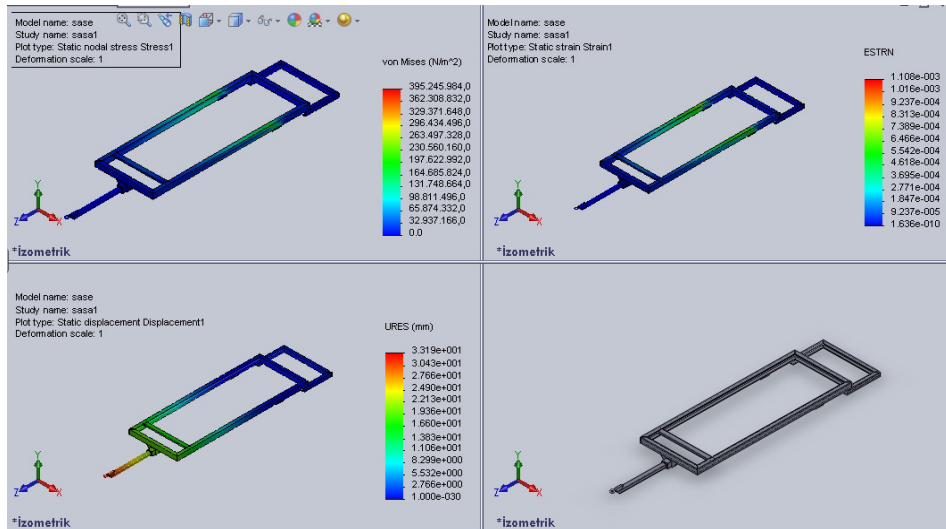 Model name: sase
Study name: sasa1
Plot type: Static nodal stress Stress1
Deformation scale: 1
von Mises (N/m^2)
395.245.984,0
362.308.832,0
329.371.648,0
296.434.496,0
263.497.328,0
230.560.160,0
197.622.992,0
164.685.824,0
131.748.664,0
98.811.496,0
65.874.332,0
32.937.166,0
0.0
Y
Z
X
*İzometrik
Model name: sase
Study name: sasa1
Plot type: Static strain Strain1
Deformation scale: 1
ESTRN
1.108e-003
1.016e-003
9.237e-004
8.313e-004
7.389e-004
6.466e-004
5.542e-004
4.618e-004
3.695e-004
2.771e-004
1.847e-004
9.237e-005
1.636e-010
Y
Z
X
*İzometrik
Model name: sase
Study name: sasa1
Plot type: Static displacement Displacement1
Deformation scale: 1
URES (mm)
3.319e+001
3.043e+001
2.766e+001
2.490e+001
2.213e+001
1.936e+001
1.660e+001
1.383e+001
1.106e+001
8.299e+000
5.532e+000
2.766e+000
1.000e-030
Y
Z
X
*İzometrik
Y
Z
X
*İzometrik